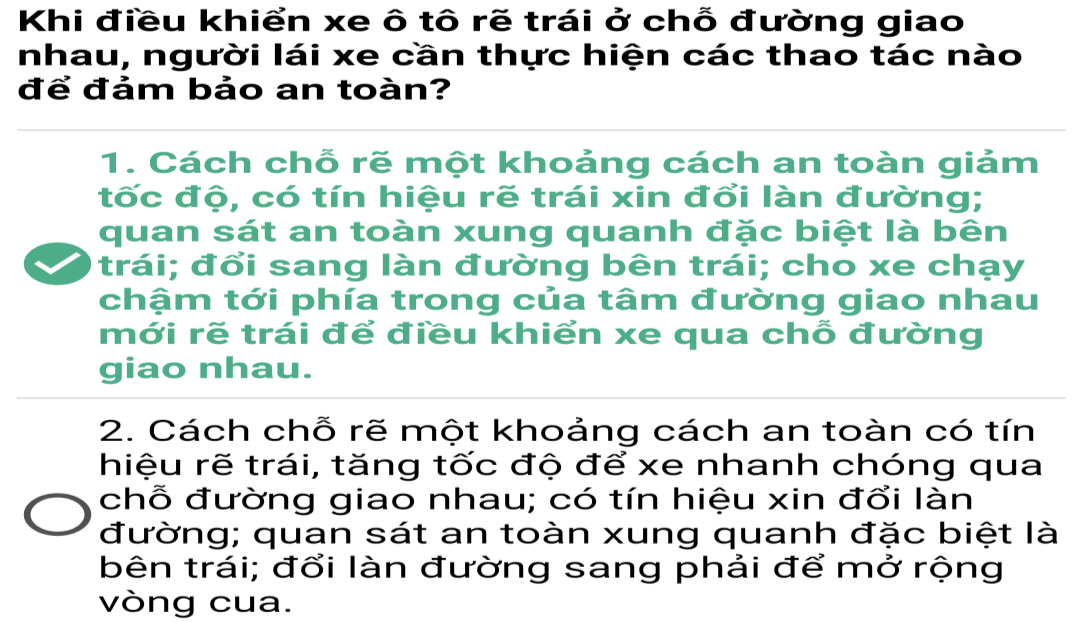 Khi điều khiển xe ô tô rẽ trái ở chỗ đường giao
nhau, người lái xe cần thực hiện các thao tác nào
để đảm bảo an toàn?
1. Cách chỗ rẽ một khoảng cách an toàn giảm
tốc độ, có tín hiệu rẽ trái xin đổi làn đường;
quan sát an toàn xung quanh đặc biệt là bên
trái; đổi sang làn đường bên trái; cho xe chạy
chậm tới phía trong của tâm đường giao nhau
mới rẽ trái để điều khiển xe qua chỗ đường
giao nhau.
2. Cách chỗ rẽ một khoảng cách an toàn có tín
hiệu rẽ trái, tăng tốc độ để xe nhanh chóng qua
chỗ đường giao nhau; có tín hiệu xin đổi làn
đường; quan sát an toàn xung quanh đặc biệt là
bên trái; đổi làn đường sang phải để mở rộng
vòng cua.